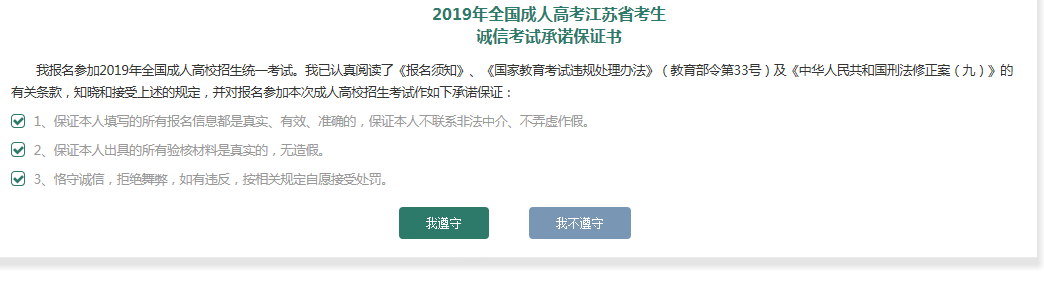 2019年全国成人高考江苏省考生
诚信考试承诺保证书
我报名参加2019年全国成人高校招生统一考试。我已认真阅读了《报名须知》、《国家教育考试违规处理办法》（教育部令第33号）及《中华人民共和国刑法修正案（九）》的
有关条款，知晓和接受上述的规定，并对报名参加本次成人高校招生考试作如下承诺保证：
1、保证本人填写的所有报名信息都是真实、有效、准确的，保证本人不联系非法中介、不弄虚作假。
2、保证本人出具的所有验核材料是真实的，无造假。
3、恪守诚信，拒绝舞弊，如有违反，按相关规定自愿接受处罚。
我遵守
我不遵守